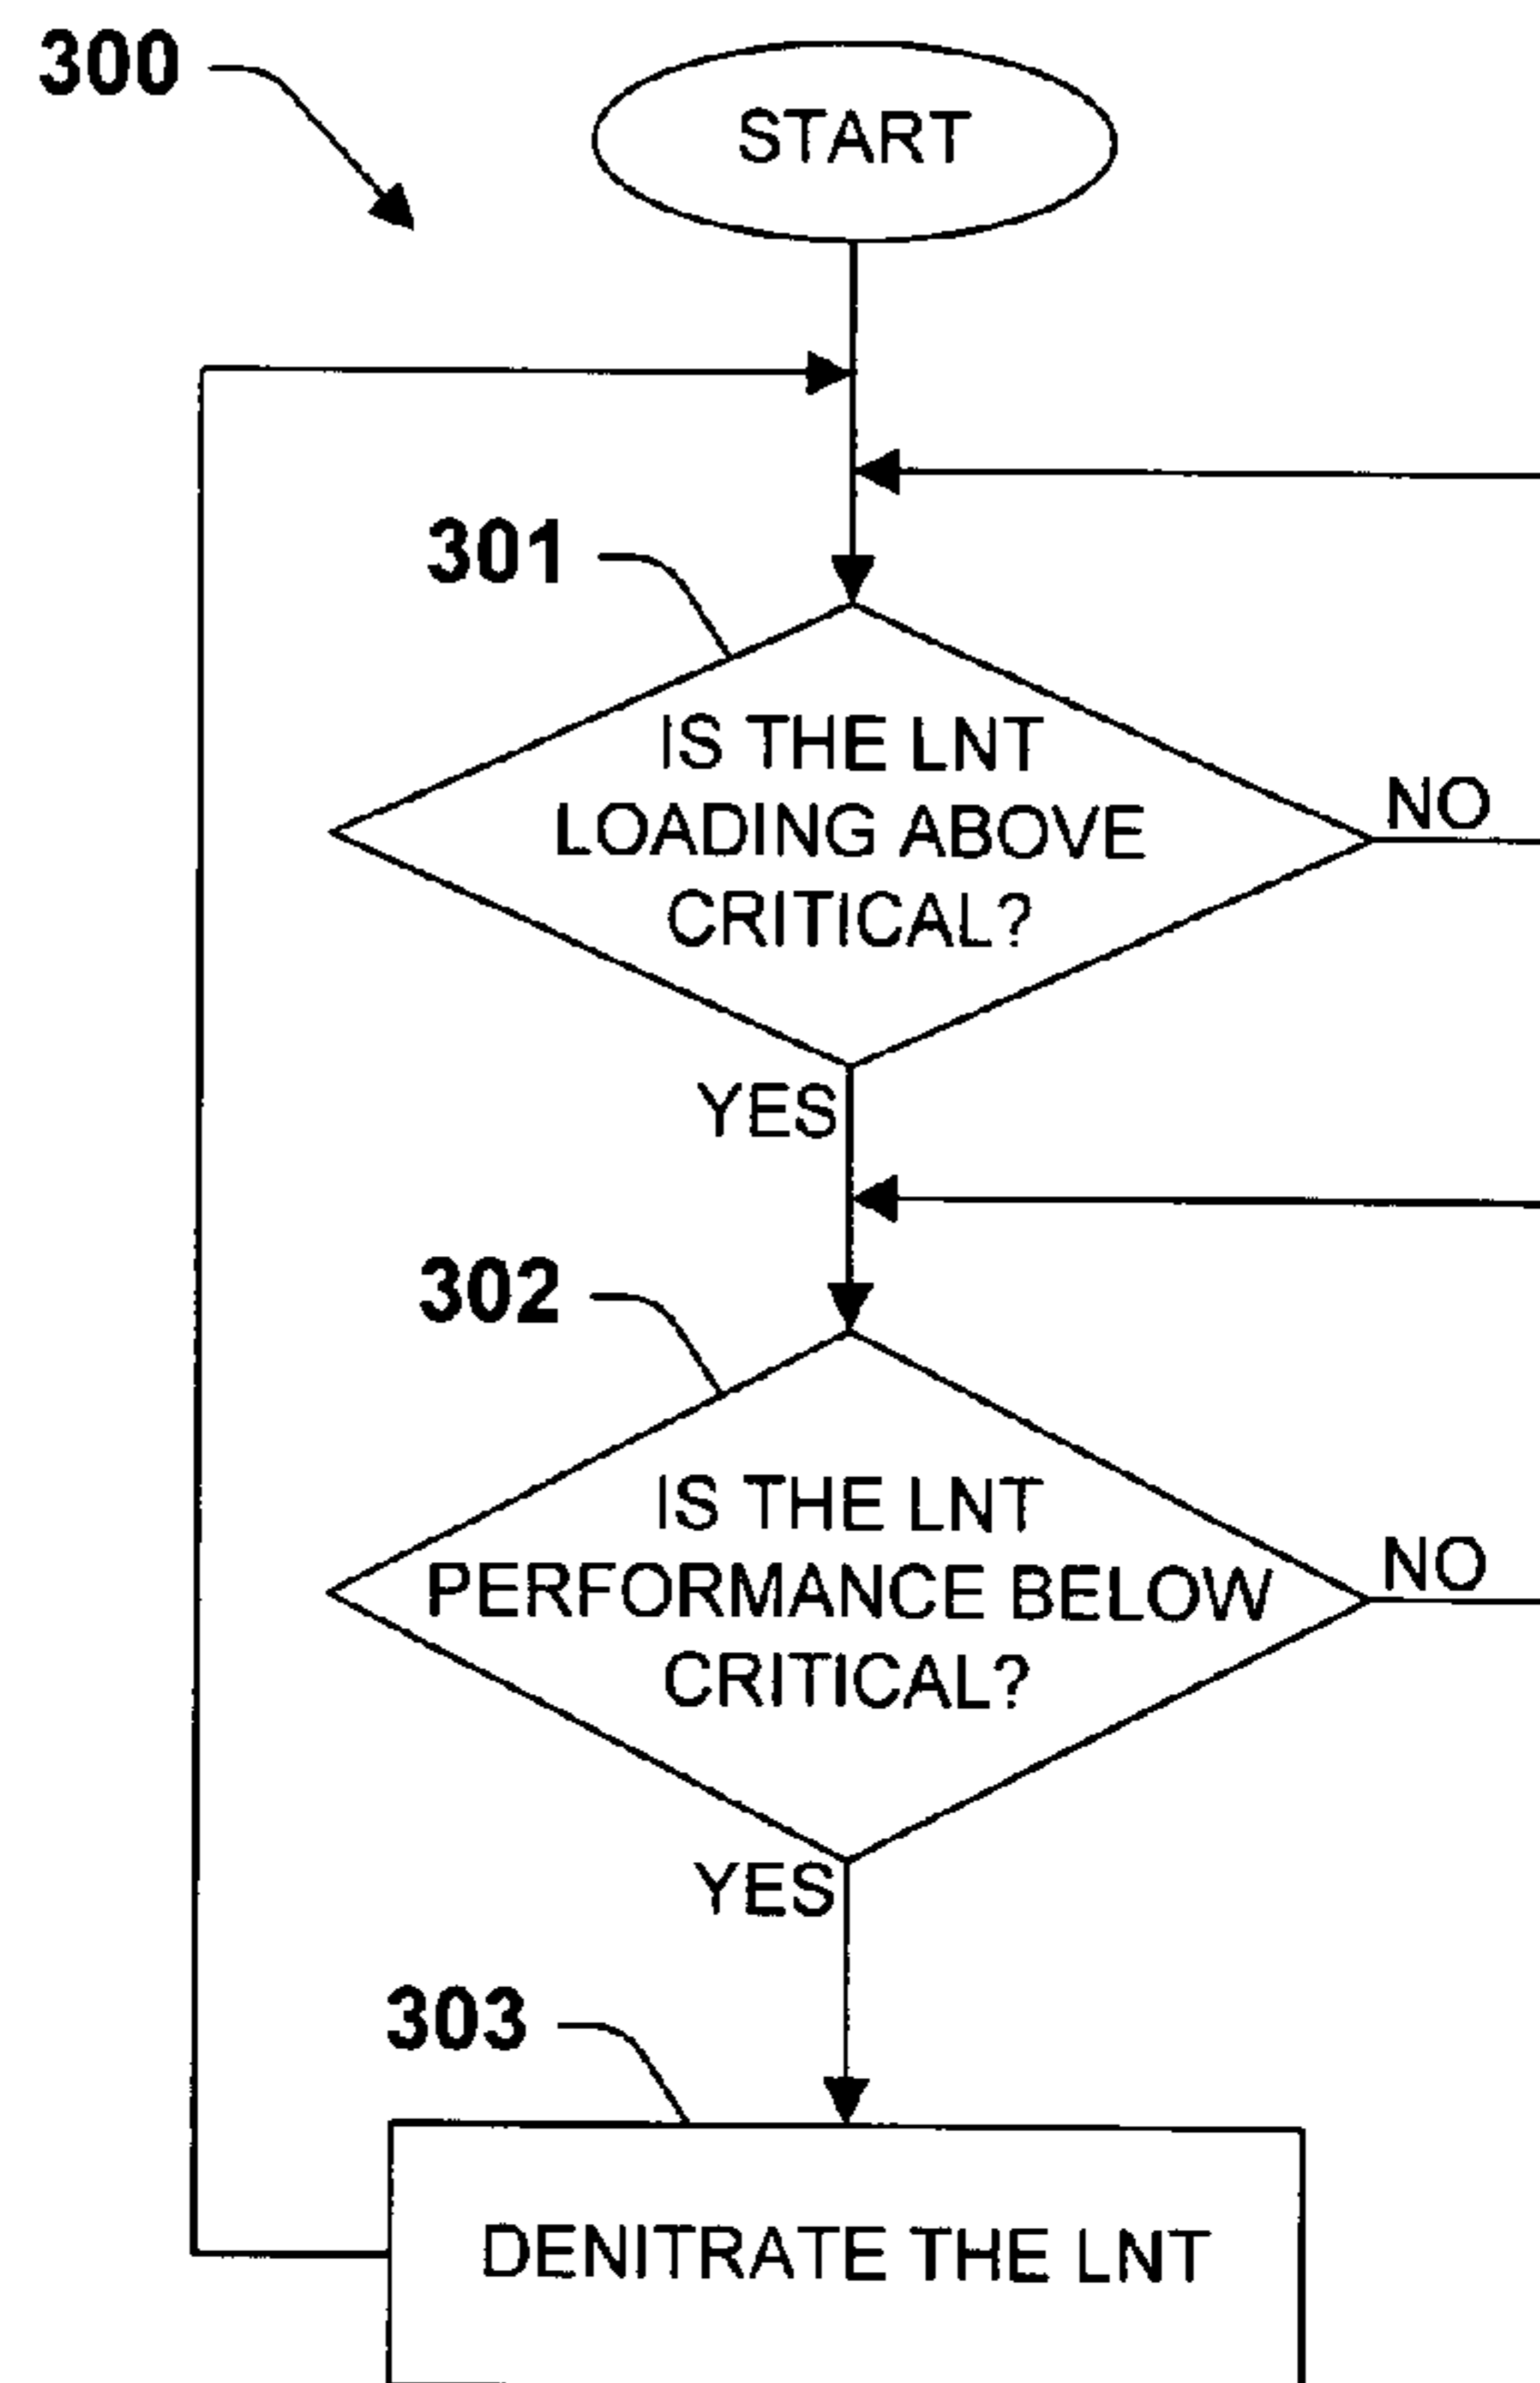 300
START
301
IS THE LNT
LOADING ABOVE
CRITICAL?
NO
YES
302
IS THE LNT
PERFORMANCE BELOW
CRITICAL?
NO
YES
303
DENITRATE THE LNT